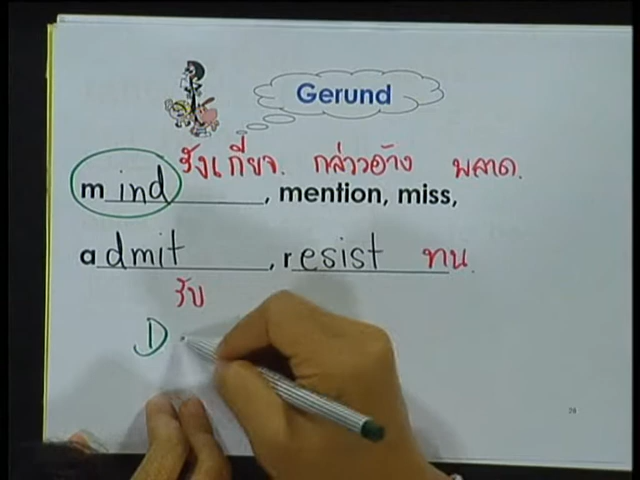 Gerund
รังเกียจ. กล่าวอ้าง พลาด.
mind, mention, miss,
admit, resist ทน.
รับ
D